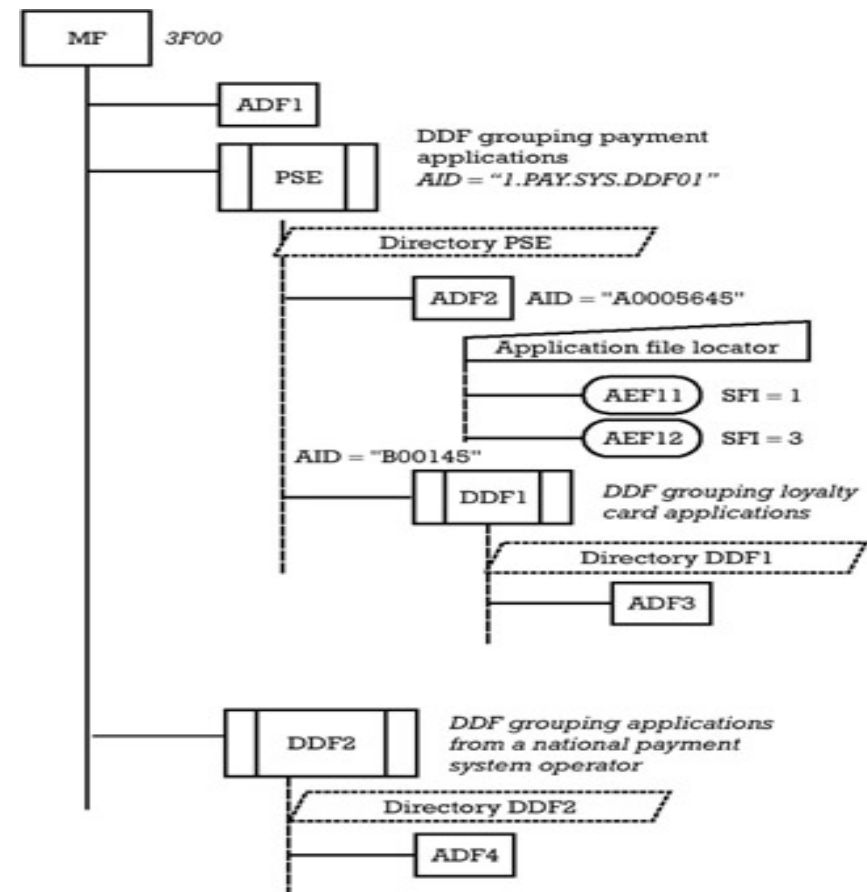 MF 3F00
ADF1
DDF grouping payment
applications
AID = "1.PAY.SYS.DDF01"
PSE
Directory PSE
ADF2 AID = "A0005645"
Application file locator
AEF11 SFI = 1
AEF12 SFI = 3
AID = "B00145"
DDF1
DDF grouping loyalty
card applications
Directory DDF1
ADF3
DDF2
DDF grouping applications
from a national payment
system operator
Directory DDF2
ADF4